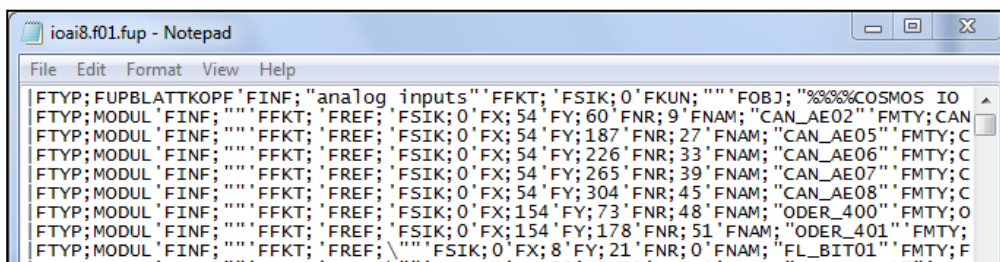 ioai8.f01.fup - Notepad
File Edit Format View Help
|FTYP;FUPBLATTKOPF'FINF;"analog inputs"'FFKT;'FSIK;0'FKUN;""'FOBJ;"%%%%COSMOS IO
|FTYP;MODUL'FINF;""'FFKT;'FREF;'FSIK;0'FX;54'FY;60'FNR;9'FNAM;"CAN_AE02"'FMTY;CAN
|FTYP;MODUL'FINF;""'FFKT;'FREF;'FSIK;0'FX;54'FY;187'FNR;27'FNAM;"CAN_AE05"'FMTY;C
|FTYP;MODUL'FINF;""'FFKT;'FREF;'FSIK;0'FX;54'FY;226'FNR;33'FNAM;"CAN_AE06"'FMTY;C
|FTYP;MODUL'FINF;""'FFKT;'FREF;'FSIK;0'FX;54'FY;265'FNR;39'FNAM;"CAN_AE07"'FMTY;C
|FTYP;MODUL'FINF;""'FFKT;'FREF;'FSIK;0'FX;54'FY;304'FNR;45'FNAM;"CAN_AE08"'FMTY;C
|FTYP;MODUL'FINF;""'FFKT;'FREF;'FSIK;0'FX;154'FY;73'FNR;48'FNAM;"ODER_400"'FMTY;O
|FTYP;MODUL'FINF;""'FFKT;'FREF;'FSIK;0'FX;154'FY;178'FNR;51'FNAM;"ODER_401"'FMTY;
|FTYP;MODUL'FINF;""'FFKT;'FREF;\""'FSIK;0'FX;8'FY;21'FNR;0'FNAM;"FL_BIT01"'FMTY;F